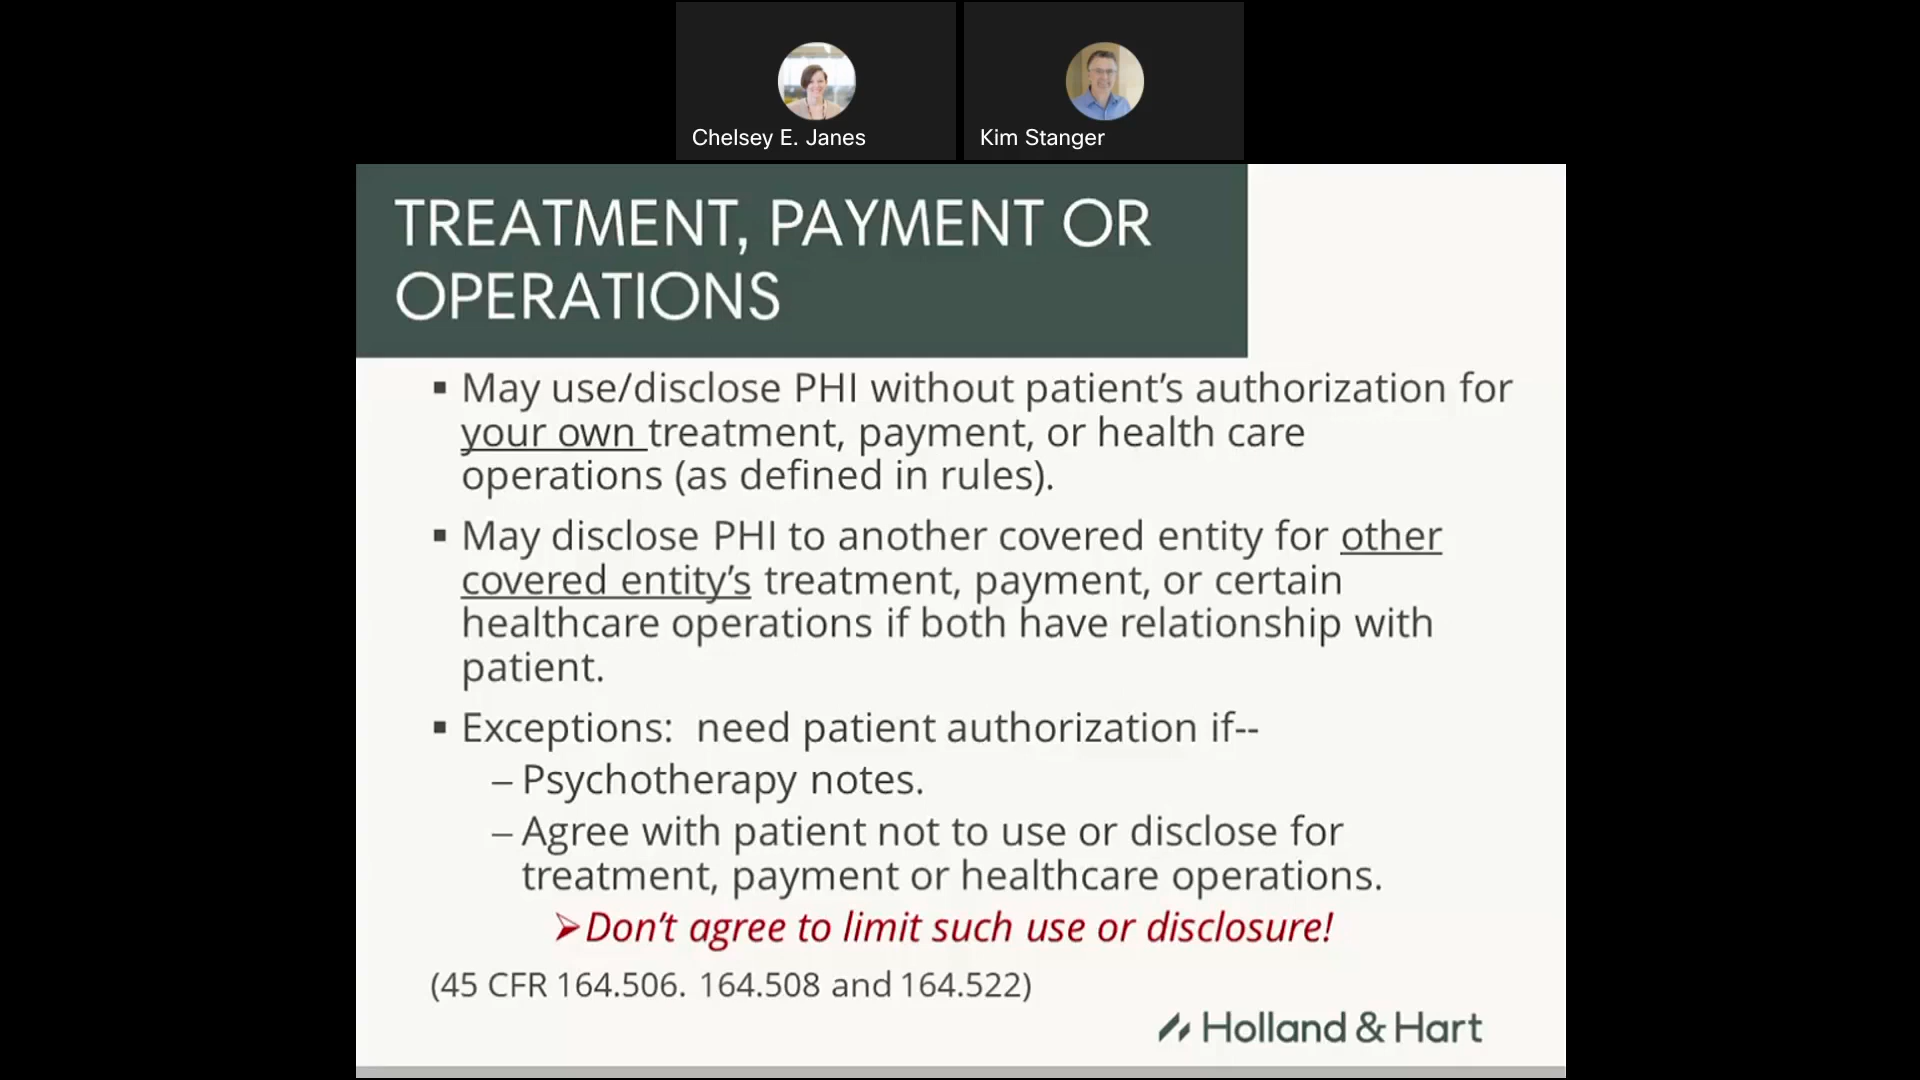 Chelsey E. Janes
Kim Stanger
TREATMENT, PAYMENT OR
OPERATIONS
▪ May use/disclose PHI without patient’s authorization for
your own treatment, payment, or health care
operations (as defined in rules).
▪ May disclose PHI to another covered entity for other
covered entity’s treatment, payment, or certain
healthcare operations if both have relationship with
patient.
▪ Exceptions:  need patient authorization if--
– Psychotherapy notes.
– Agree with patient not to use or disclose for
treatment, payment or healthcare operations.
➢Don’t agree to limit such use or disclosure!
(45 CFR 164.506. 164.508 and 164.522)
Holland & Hart